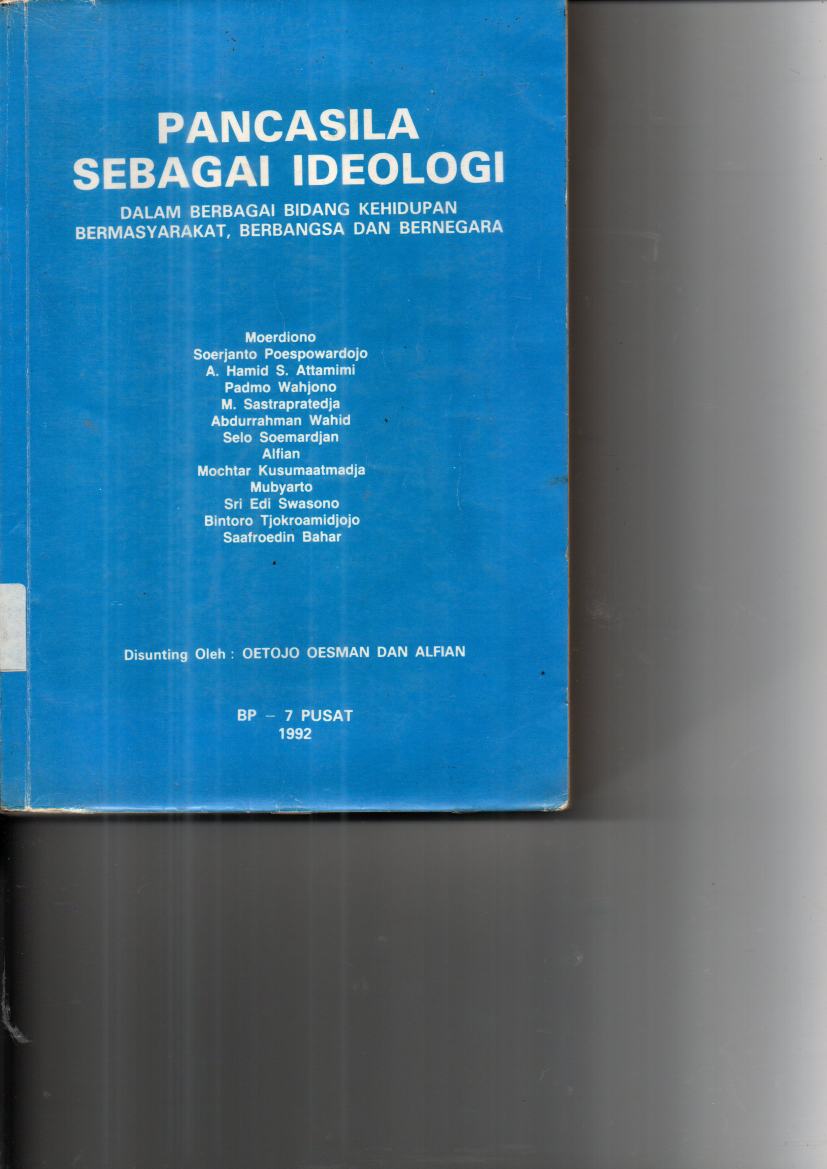 PANCASILA
SEBAGAI IDEOLOGI
DALAM BERBAGAI BIDANG KEHIDUPAN
BERMASYARAKAT, BERBANGSA DAN BERNEGARA
Moerdiono
Soerjanto Poespowardojo
A. Hamid S. Attamimi
Padmo Wahjono
M. Sastrapratedja
Abdurrahman Wahid
Selo Soemardjan
Alfian
Mochtar Kusumaatmadja
Mubyarto
Sri Edi Swasono
Bintoro Tjokroamidjojo
Saafroedin Bahar
Disunting Oleh : OETOJO OESMAN DAN ALFIAN
BP – 7 PUSAT
1992